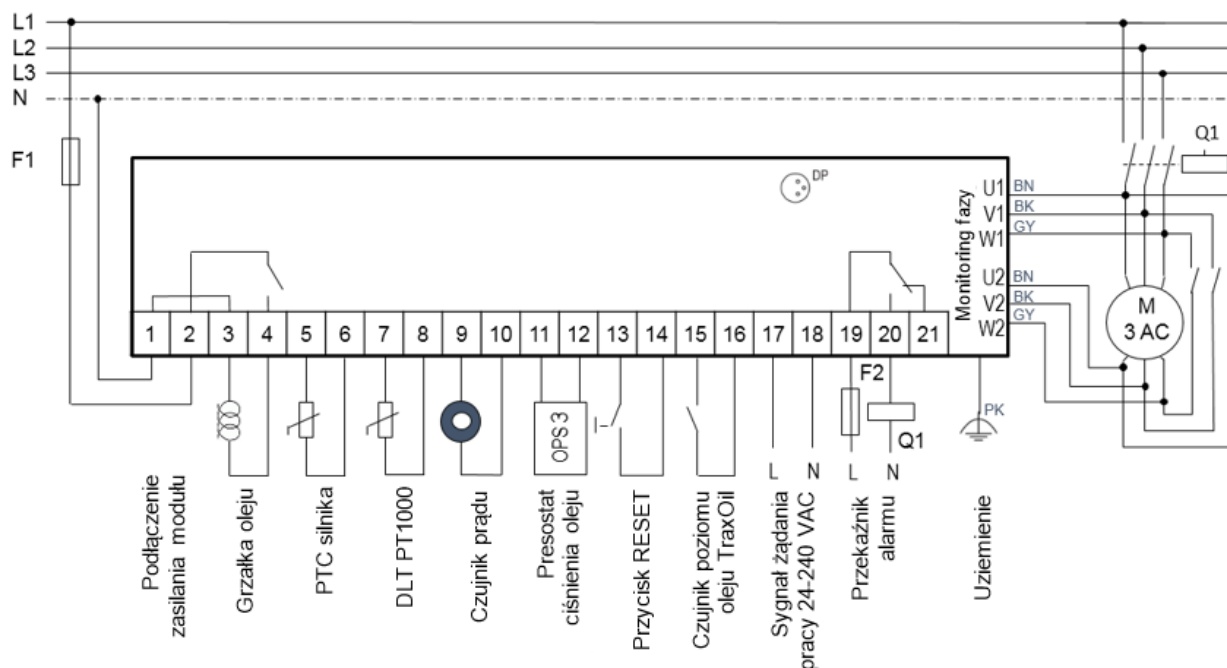 L1
L2
L3
N
F1
Q1
DP
Monitoring fazy
U1 BN
V1 BK
W1 GY
U2 BN
V2 BK
W2 GY
M
3 AC
1 2 3 4 5 6 7 8 9 10 11 12 13 14 15 16 17 18 19 20 21
F2
PK
OPS 3
Q1
L N L N
Podłączenie
zasilania modułu
Grzałka oleju
PTC silnika
DLT PT1000
Czujnik prądu
Presostat
ciśnienia oleju
Przycisk RESET
Czujnik poziomu
oleju TraxOil
Sygnał żądania
pracy 24-240 VAC
Przekaźnik
alarmu
Uziemienie